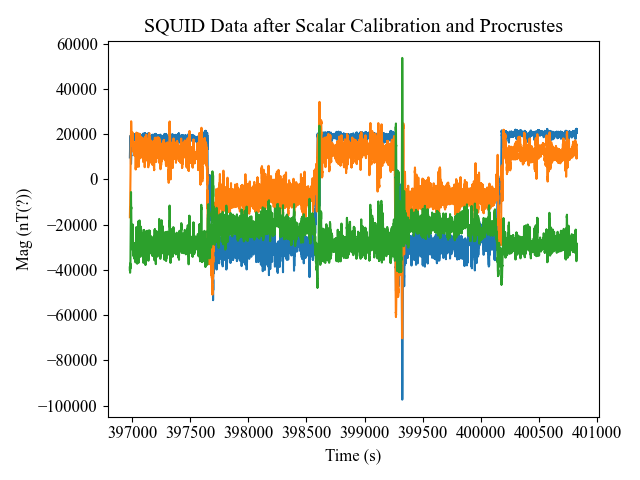 SQUID Data after Scalar Calibration and Procrustes
60000
40000
20000
0
−20000
−40000
−60000
−80000
−100000
Mag (nT(?))
397000 397500 398000 398500 399000 399500 400000 400500 401000
Time (s)